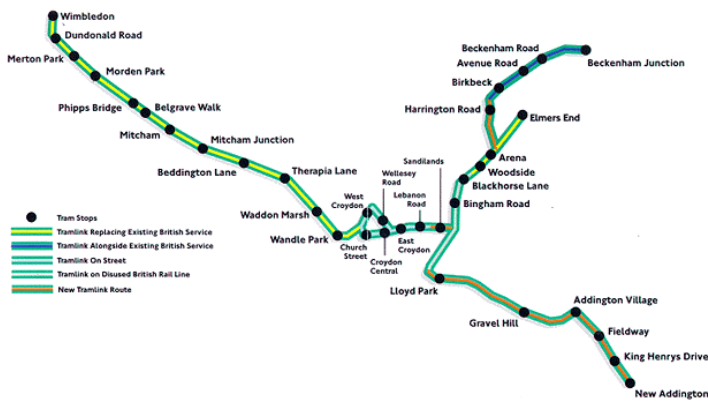 Wimbledon
Dundonald Road
Merton Park
Morden Park
Phipps Bridge
Belgrave Walk
Mitcham
Mitcham Junction
Beddington Lane
Therapia Lane
Waddon Marsh
Wandle Park
Church
Street
West
Croydon
Wellesey
Road
Croydon
Central
East
Croydon
Lebanon
Road
Sandilands
Lloyd Park
Gravel Hill
Addington Village
Fieldway
King Henrys Drive
New Addington
Bingham Road
Blackhorse Lane
Woodside
Arena
Elmers End
Harrington Road
Birkbeck
Avenue Road
Beckenham Road
Beckenham Junction
Tram Stops
Tramlink Replacing Existing British Service
Tramlink Alongside Existing British Service
Tramlink On Street
Tramlink on Disused British Rail Line
New Tramlink Route